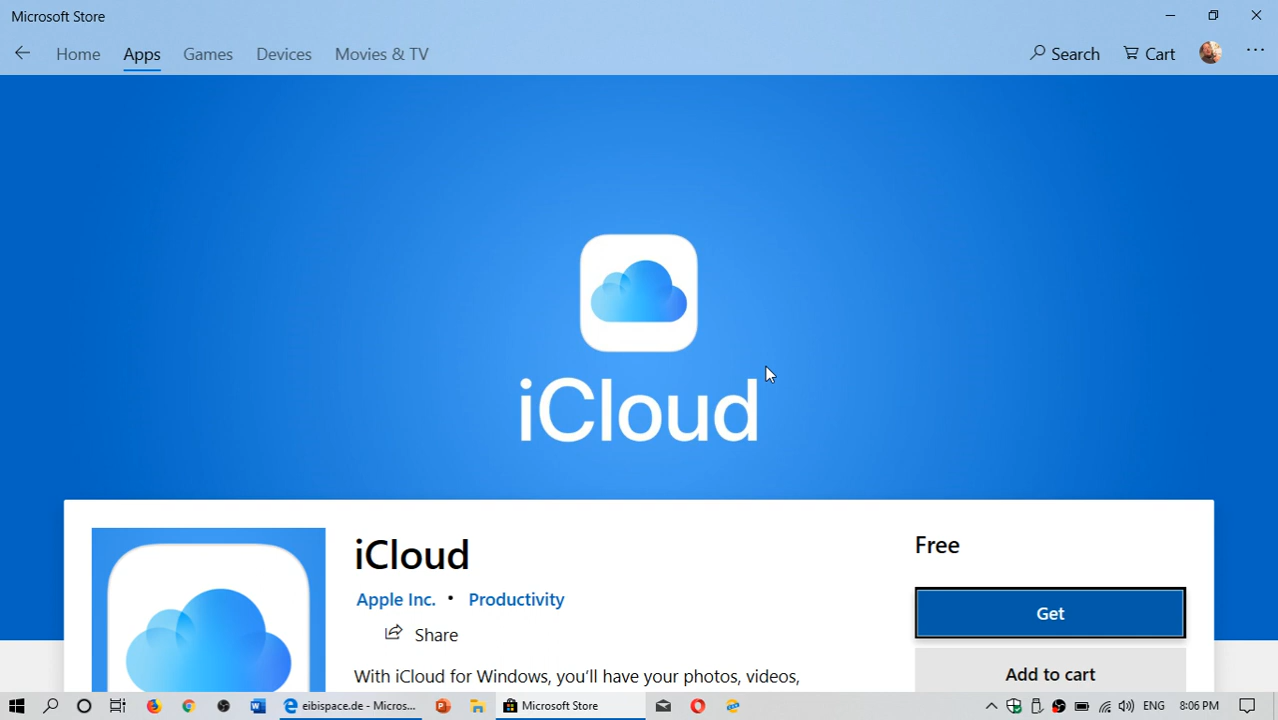 Microsoft Store
Home Apps Games Devices Movies & TV Search Cart
iCloud
iCloud
Free
Apple Inc. • Productivity
Get
Share
With iCloud for Windows, you'll have your photos, videos,
Add to cart
eibispace.de - Micros... Microsoft Store ENG 8:06 PM